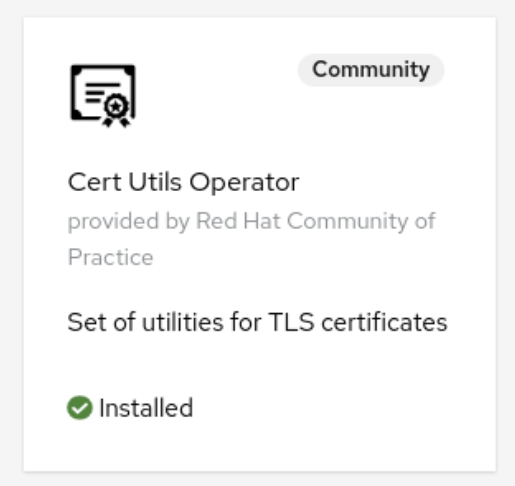 Community
Cert Utils Operator
provided by Red Hat Community of
Practice
Set of utilities for TLS certificates
Installed